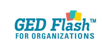 GED Flash™
FOR ORGANIZATIONS